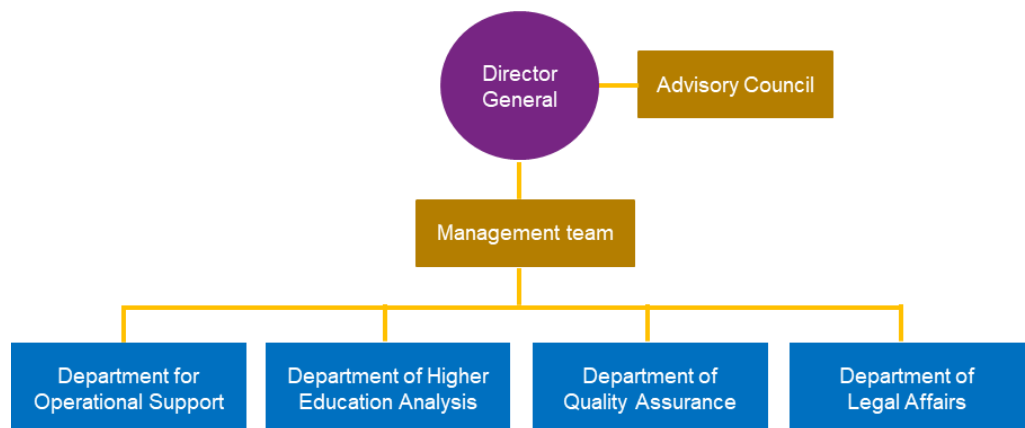 Director
General
Advisory Council
Management team
Department for
Operational Support
Department of Higher
Education Analysis
Department of
Quality Assurance
Department of
Legal Affairs